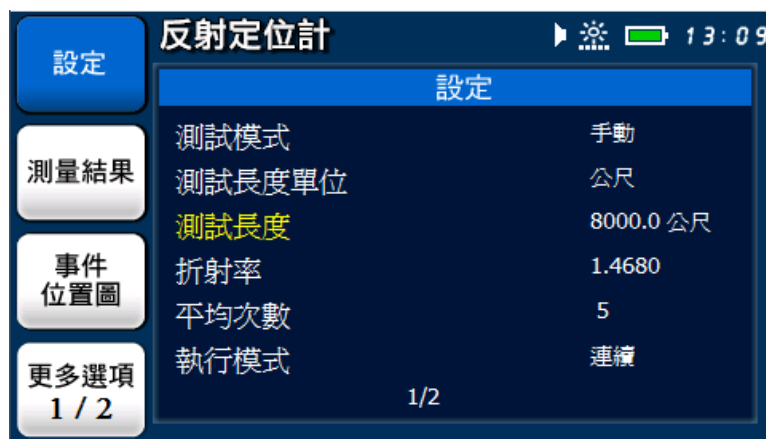 反射定位計 13:09
設定
測量結果
事件
位置圖
更多選項
1 / 2
設定
測試模式 手動
測試長度單位 公尺
測試長度 8000.0 公尺
折射率 1.4680
平均次數 5
執行模式 連續
1/2